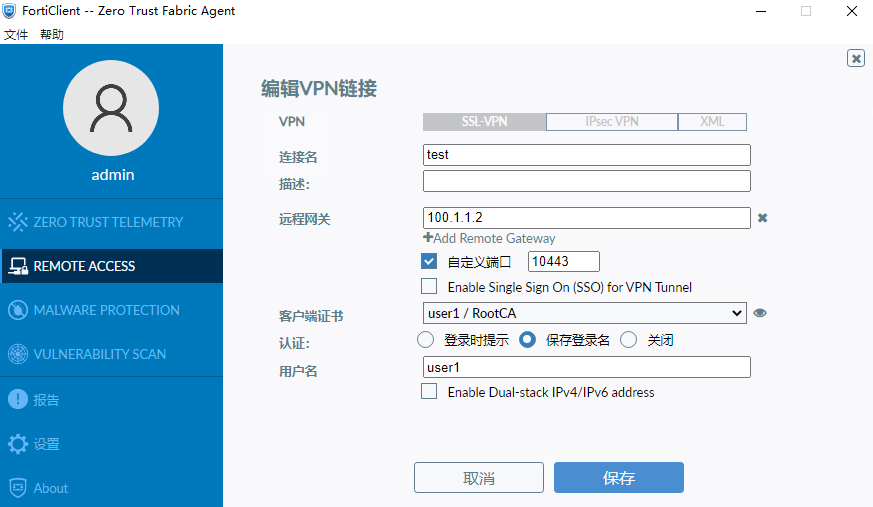 FortiClient -- Zero Trust Fabric Agent
文件 帮助
admin
ZERO TRUST TELEMETRY
REMOTE ACCESS
MALWARE PROTECTION
VULNERABILITY SCAN
报告
设置
About
编辑VPN链接
VPN SSL-VPN IPsec VPN XML
连接名 test
描述:
远程网关 100.1.1.2
+Add Remote Gateway
自定义端口 10443
Enable Single Sign On (SSO) for VPN Tunnel
客户端证书 user1 / RootCA
认证: 登录时提示 保存登录名 关闭
用户名 user1
Enable Dual-stack IPv4/IPv6 address
取消 保存